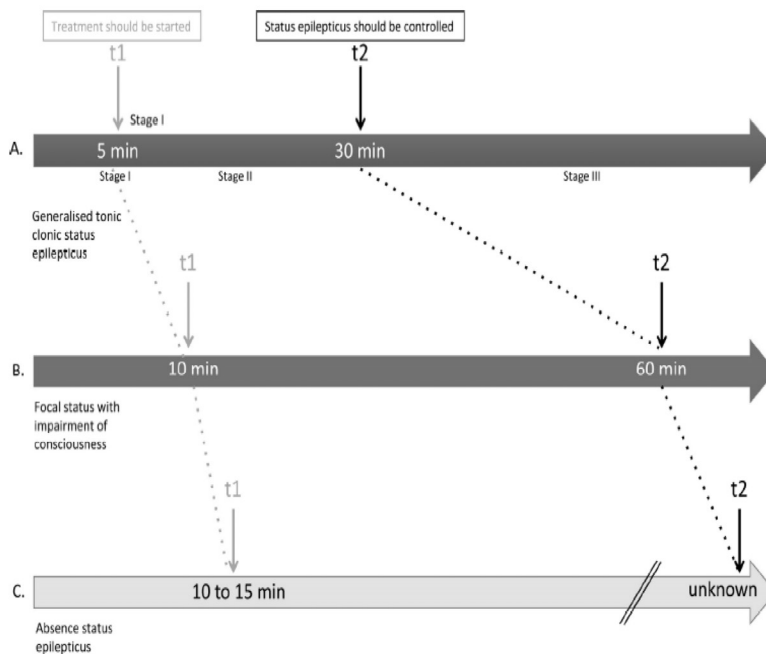 Treatment should be started
Status epilepticus should be controlled
t1
t2
Stage I
A.
5 min
30 min
Stage I
Stage II
Stage III
Generalised tonic
clonic status
epilepticus
t1
t2
B.
10 min
60 min
Focal status with
impairment of
consciousness
t1
t2
C.
10 to 15 min
unknown
Absence status
epilepticus